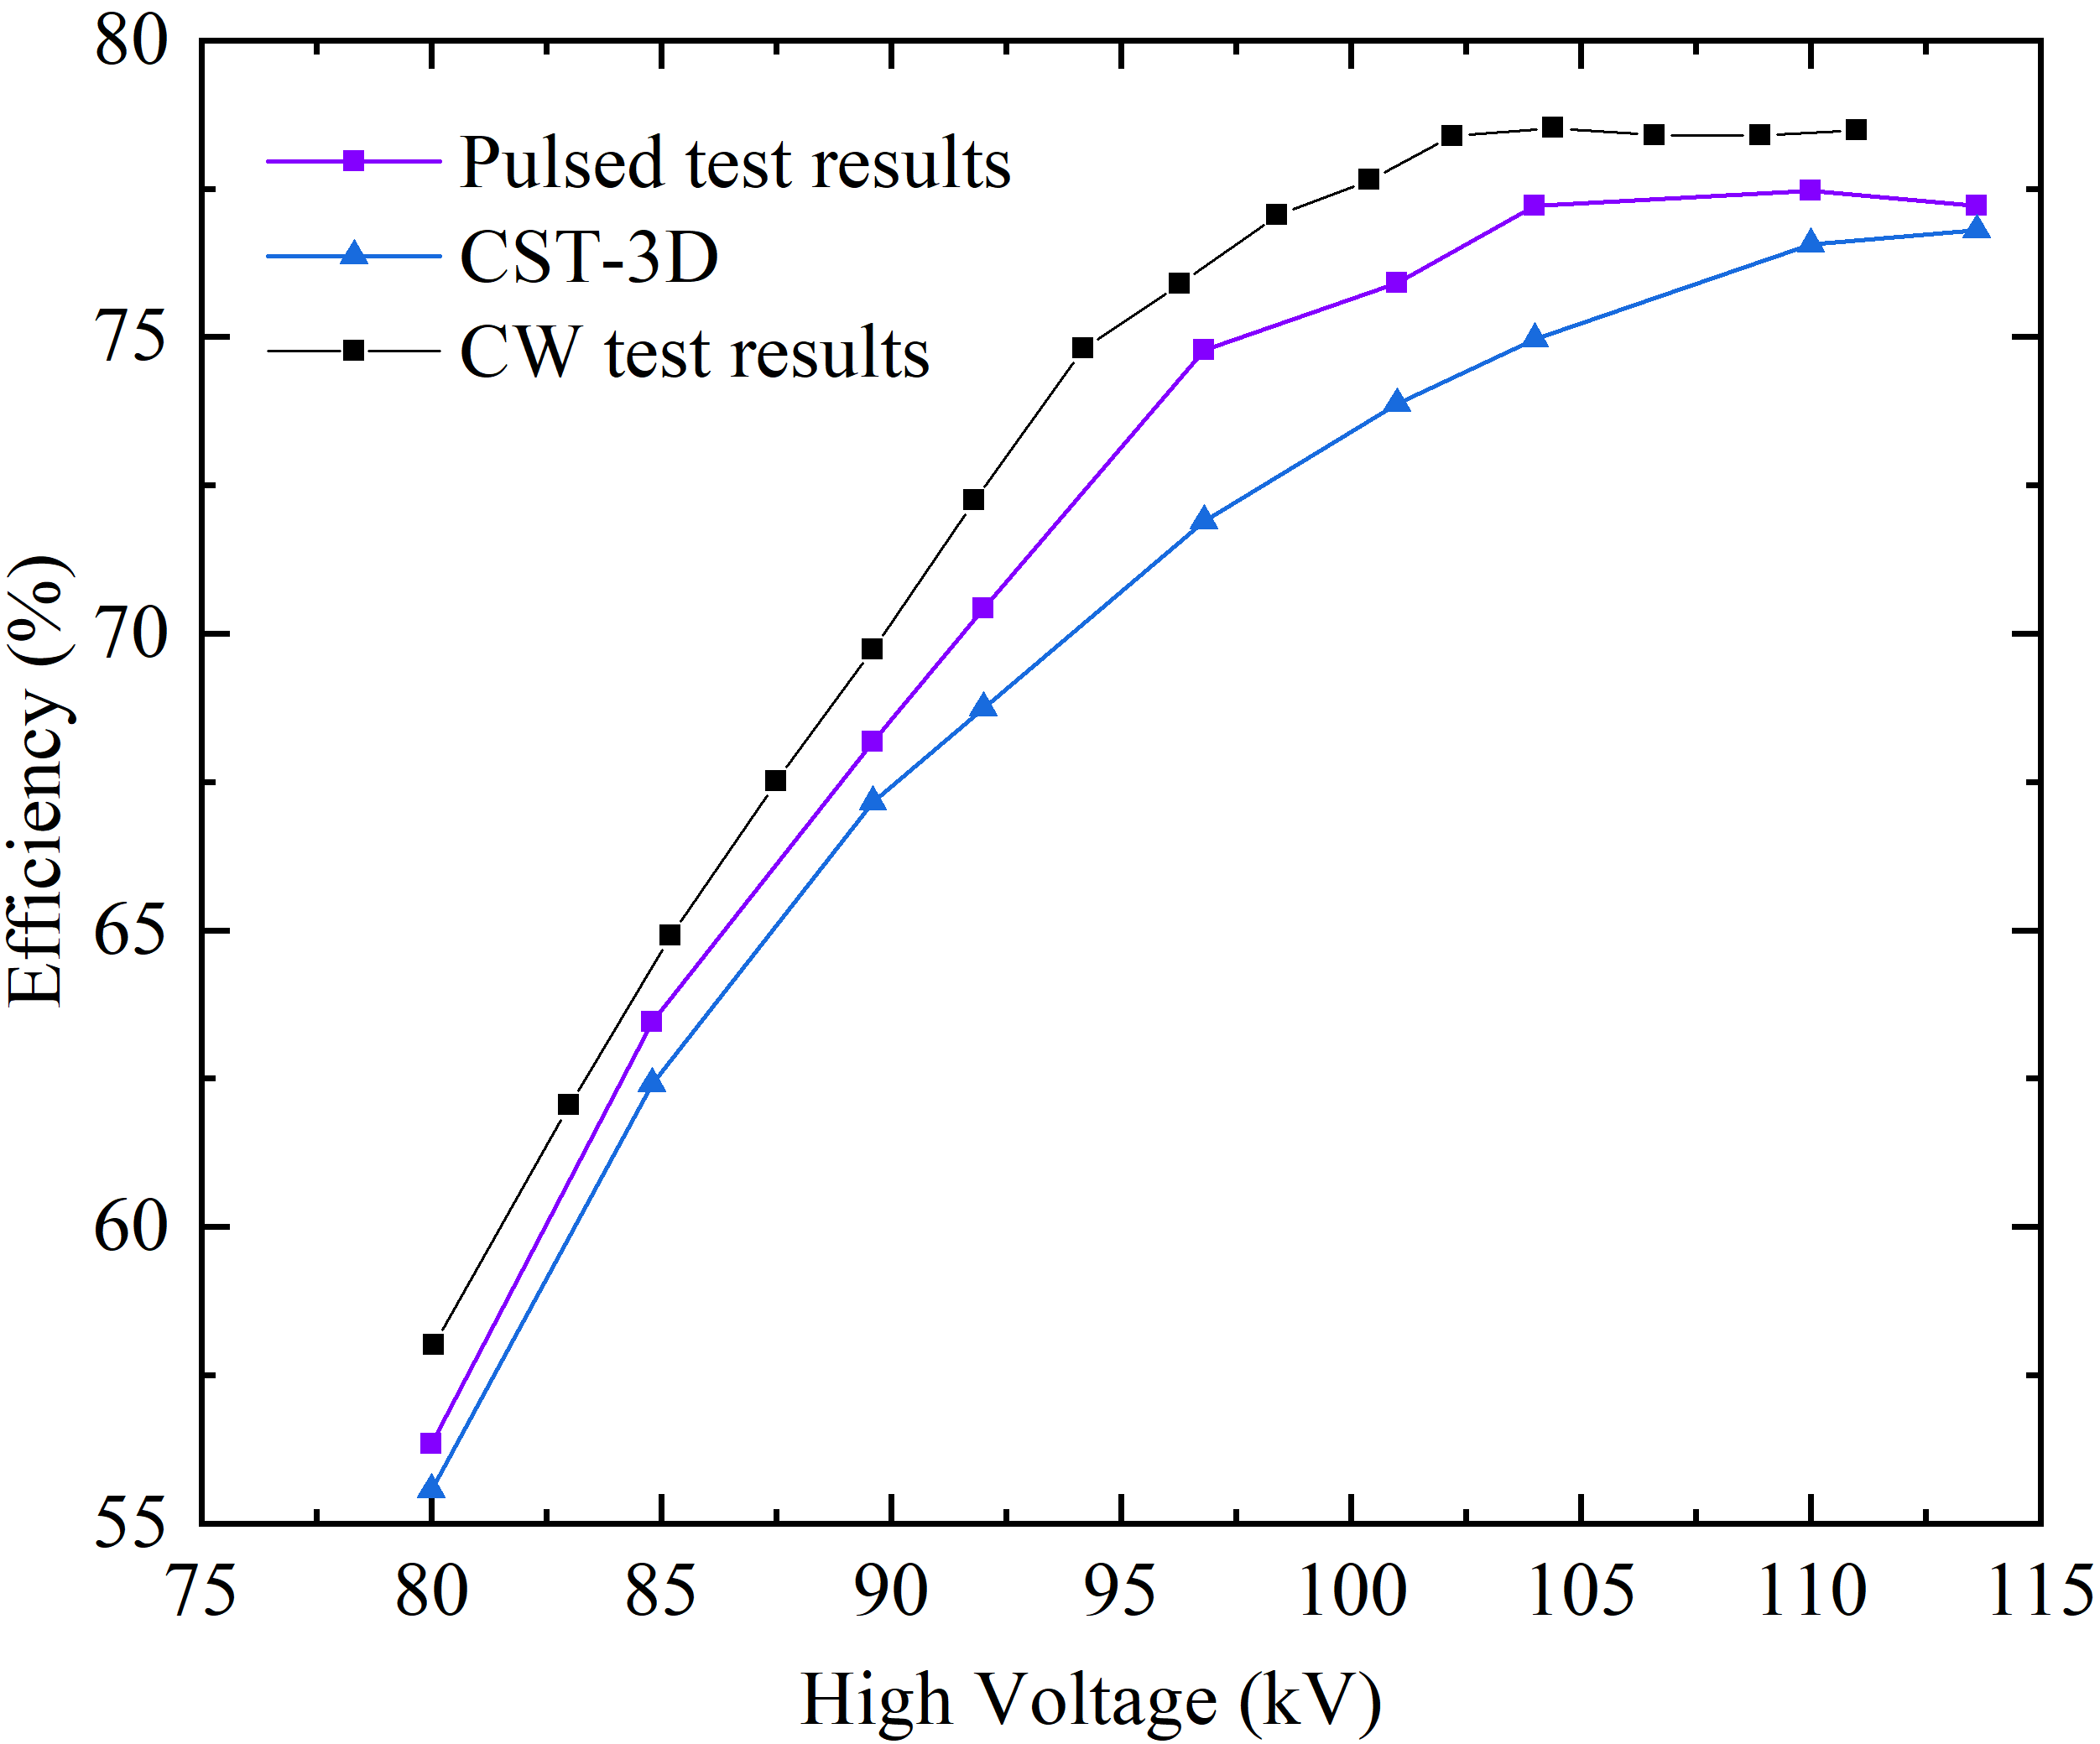 80
75
70
65
60
55
Efficiency (%)
Pulsed test results
CST-3D
CW test results
75 80 85 90 95 100 105 110 115
High Voltage (kV)